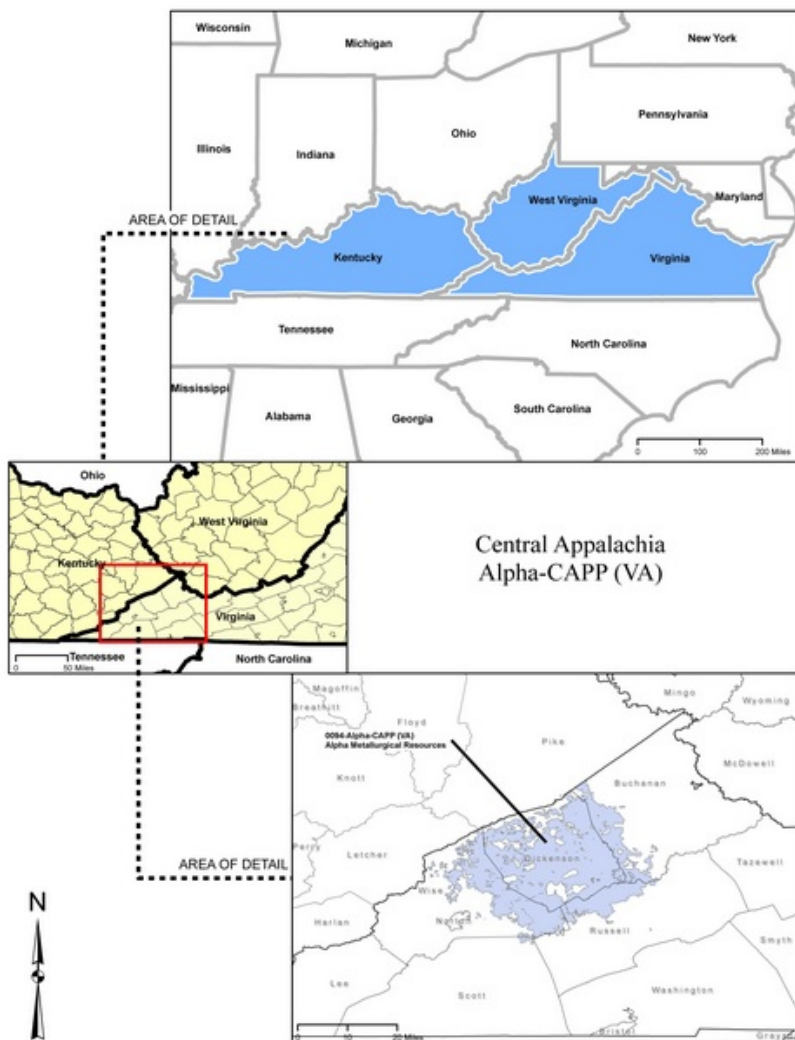 Wisconsin
Michigan
New York
Pennsylvania
Ohio
Illinois
Indiana
Maryland
West Virginia
AREA OF DETAIL
Kentucky
Virginia
Tennessee
North Carolina
Mississippi
South Carolina
Alabama
Georgia
0 100 200 Miles
Ohio
West Virginia
Kentucky
Virginia
0 50 Miles
Tennessee
North Carolina
Central Appalachia
Alpha-CAPP (VA)
Magoffin
Breathitt
Mingo
Wyoming
Floyd
0094-Alpha-CAPP (VA)
Alpha Metallurgical Resources
Pike
McDowell
Knott
Buchanan
Perry
Letcher
Dickenson
AREA OF DETAIL
Tazewell
Wise
N
Harlan
Norton
Russell
Smyth
Lee
Scott
Washington
0 10 20 Miles
Bristol